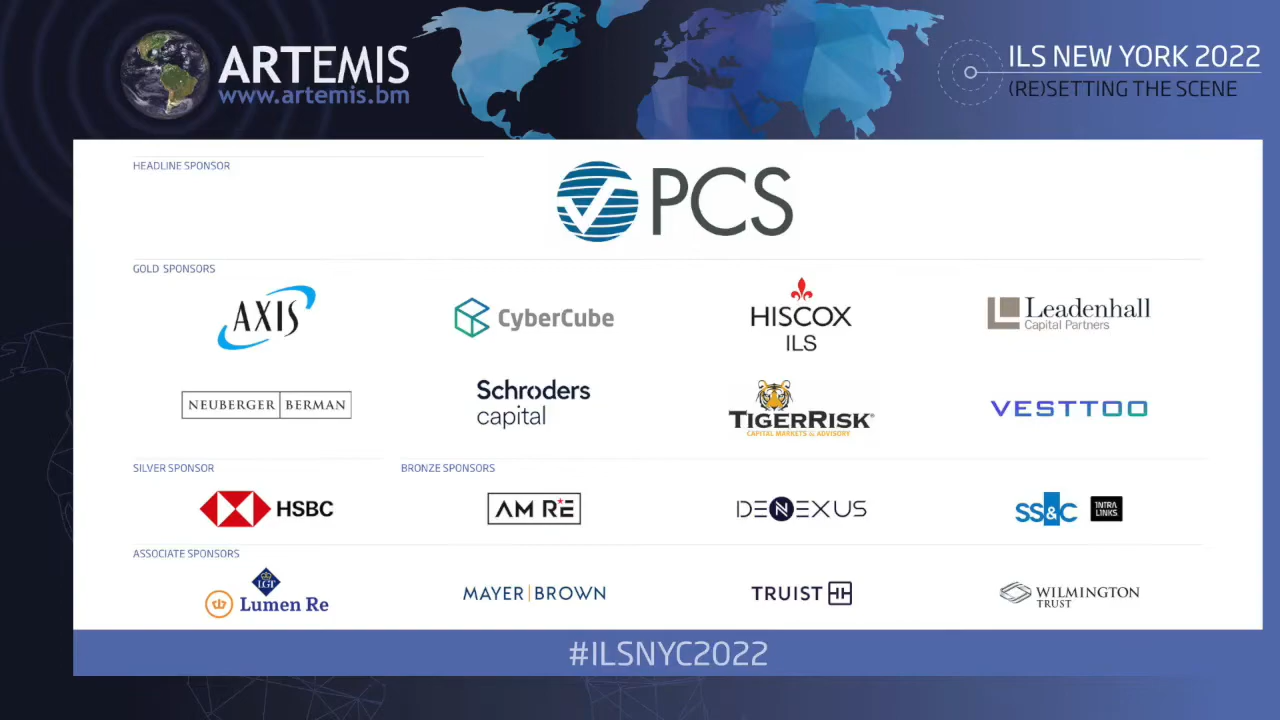 ARTEMIS
www.artemis.bm
ILS NEW YORK 2022
(RE)SETTING THE SCENE
HEADLINE SPONSOR
PCS
GOLD SPONSORS
AXIS
CyberCube
HISCOX
ILS
Leadenhall
Capital Partners
NEUBERGER BERMAN
Schroders
capital
TIGERRISK®
CAPITAL MARKETS & ADVISORY
VESTTOO
SILVER SPONSOR
HSBC
BRONZE SPONSORS
AM RE
DENEXUS
SS&C
INTRA
LINKS
ASSOCIATE SPONSORS
LGT
Lumen Re
MAYER BROWN
TRUIST
WILMINGTON
TRUST
#ILSNYC2022